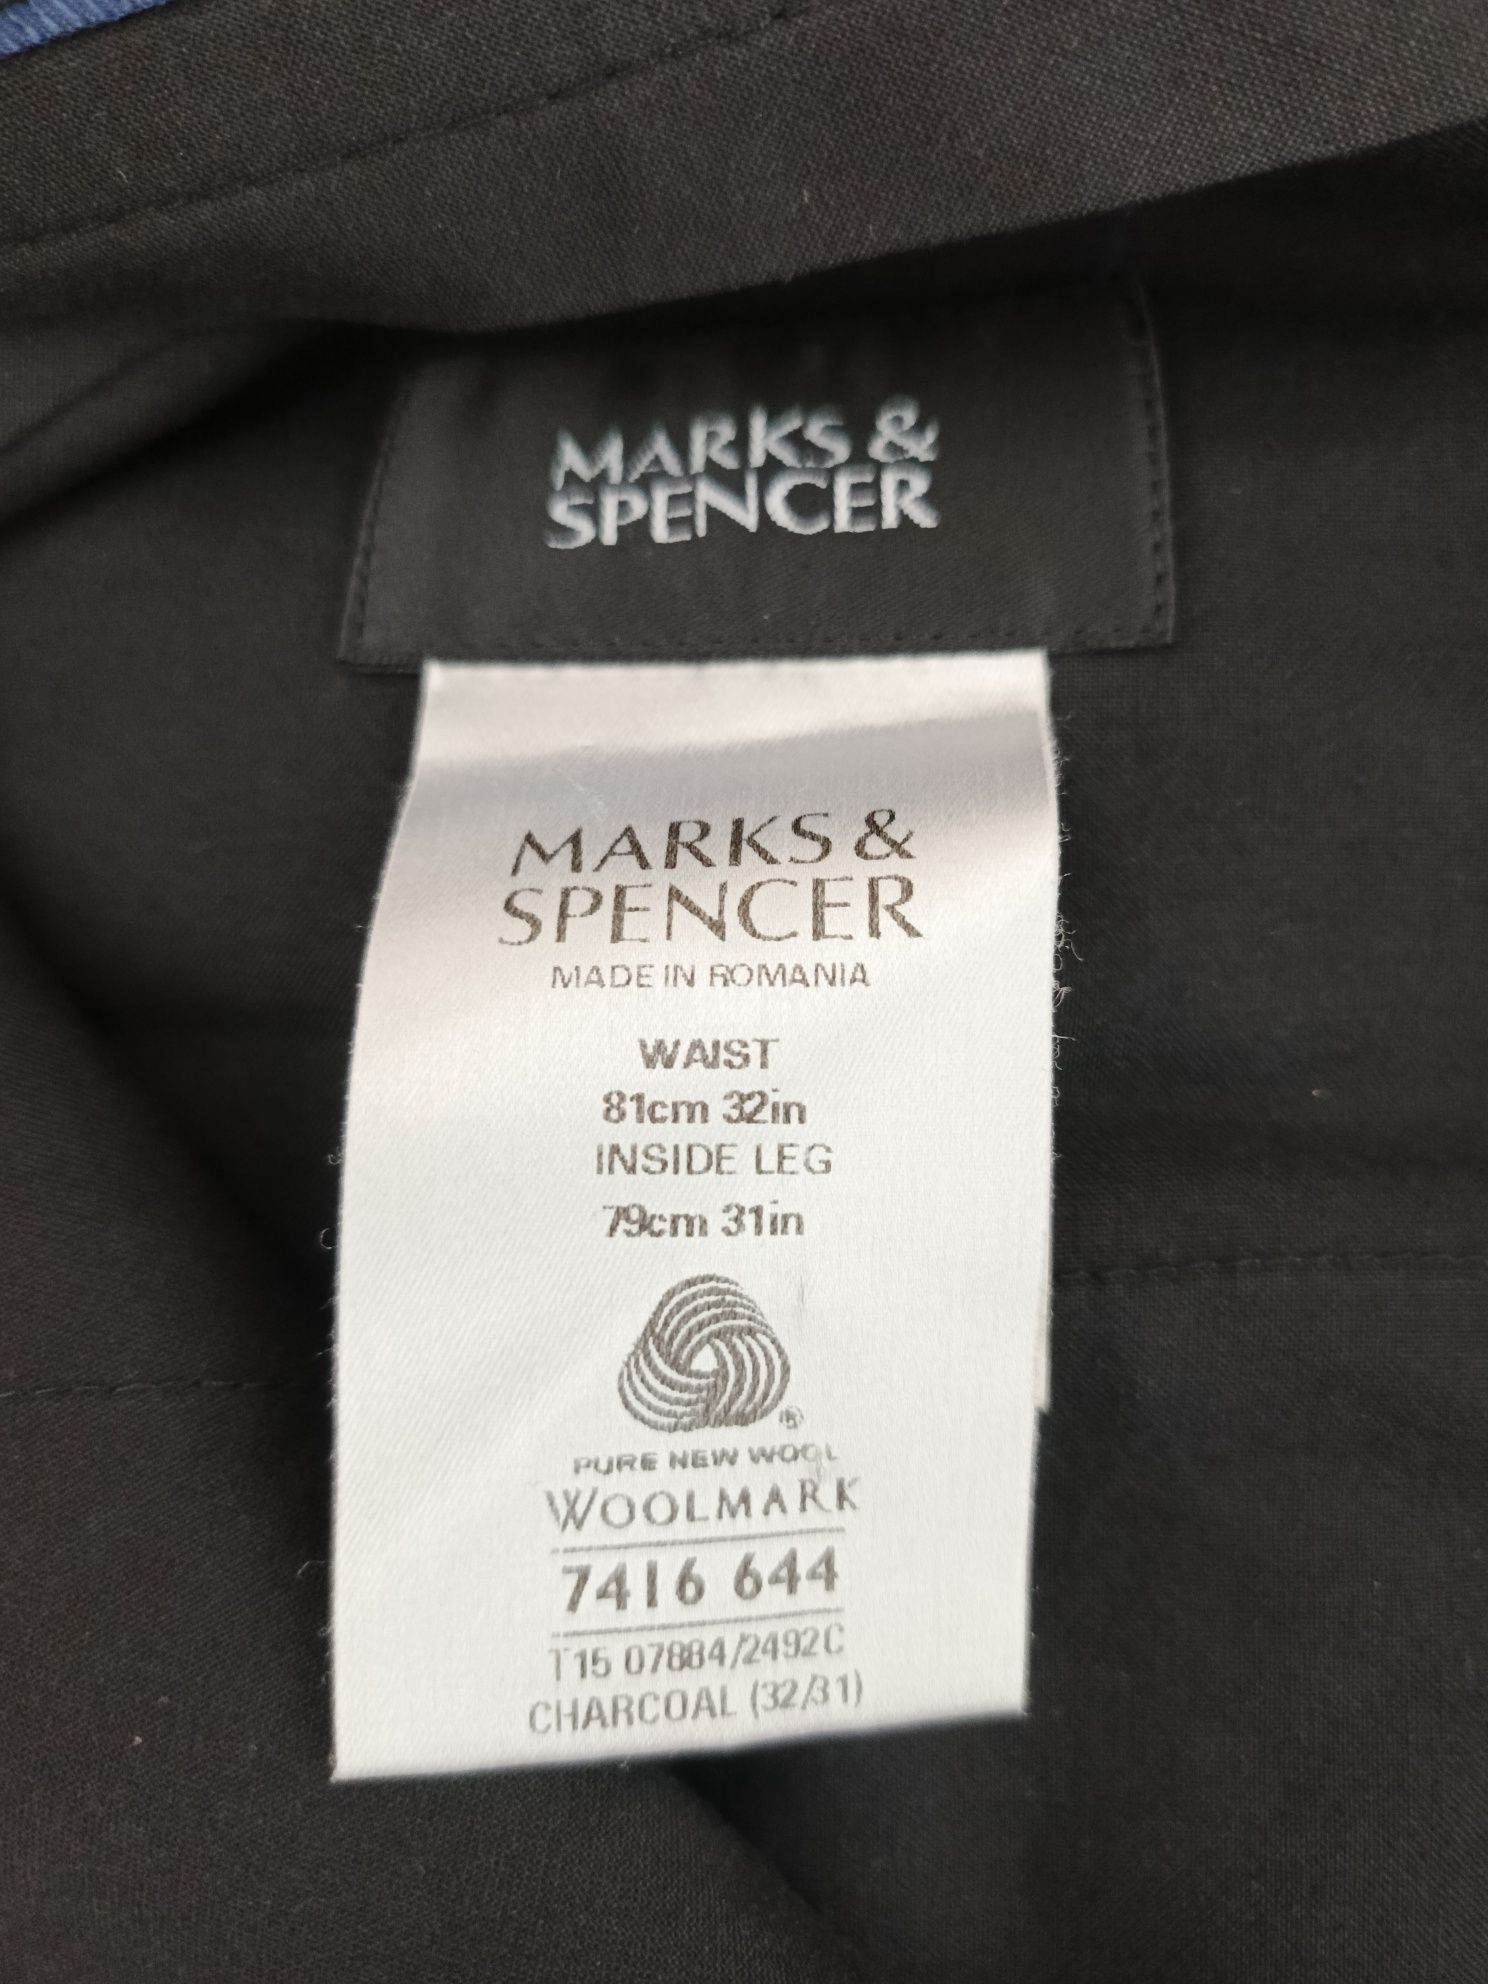 MARKS &
SPENCER
MARKS &
SPENCER
MADE IN ROMANIA
WAIST
81cm 32in
INSIDE LEG
79cm 31in
®
PURE NEW WOOL
WOOLMARK
7416 644
T15 07884/2492C
CHARCOAL (32/31)